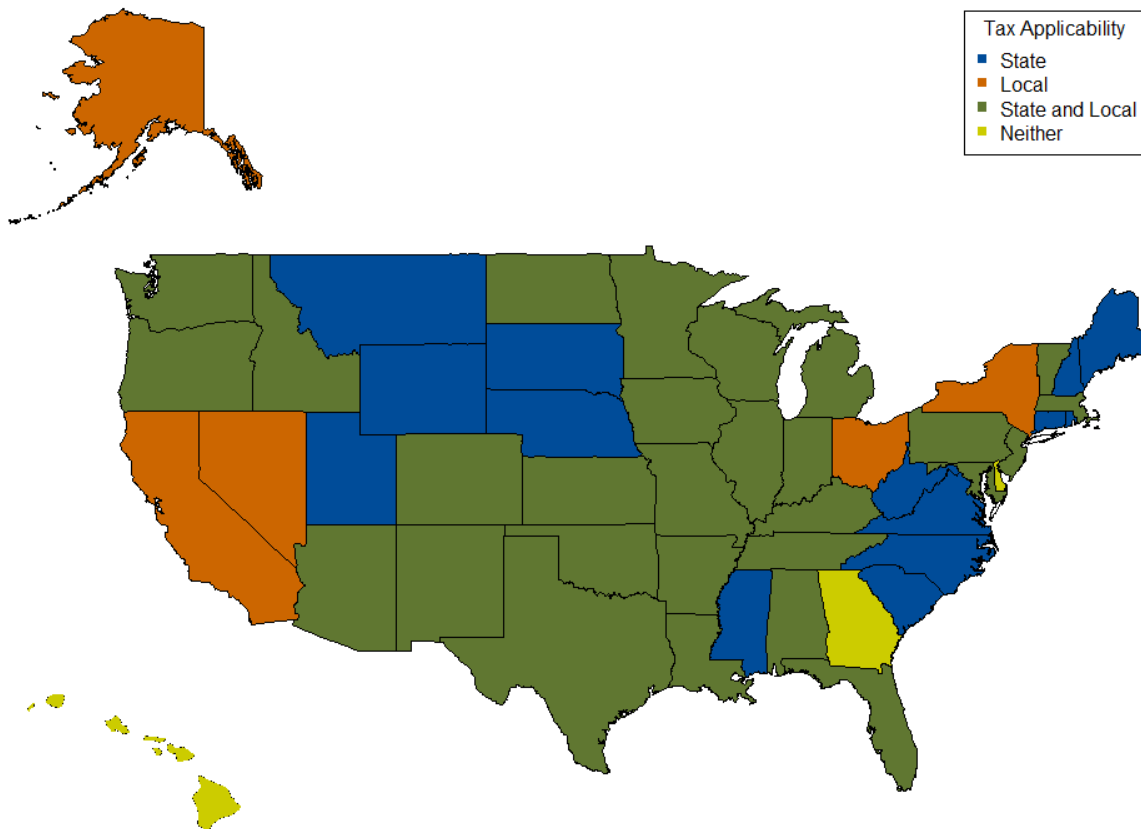 Tax Applicability
State
Local
State and Local
Neither